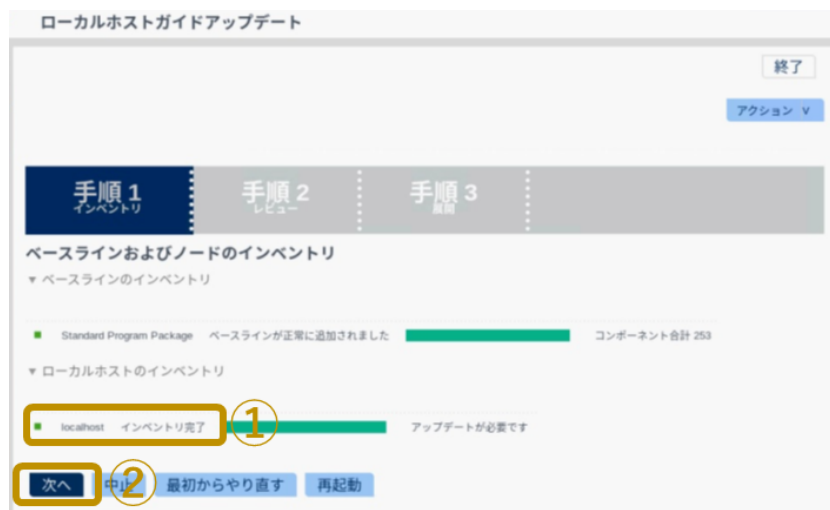 ローカルホストガイドアップデート
終了
アクション ∨
手順 1 手順 2 手順 3
インベントリ レビュー 展開
ベースラインおよびノードのインベントリ
▼ ベースラインのインベントリ
Standard Program Package ベースラインが正常に追加されました コンポーネント合計 253
▼ ローカルホストのインベントリ
localhost インベントリ完了 ① アップデートが必要です
次へ ② 中止 最初からやり直す 再起動